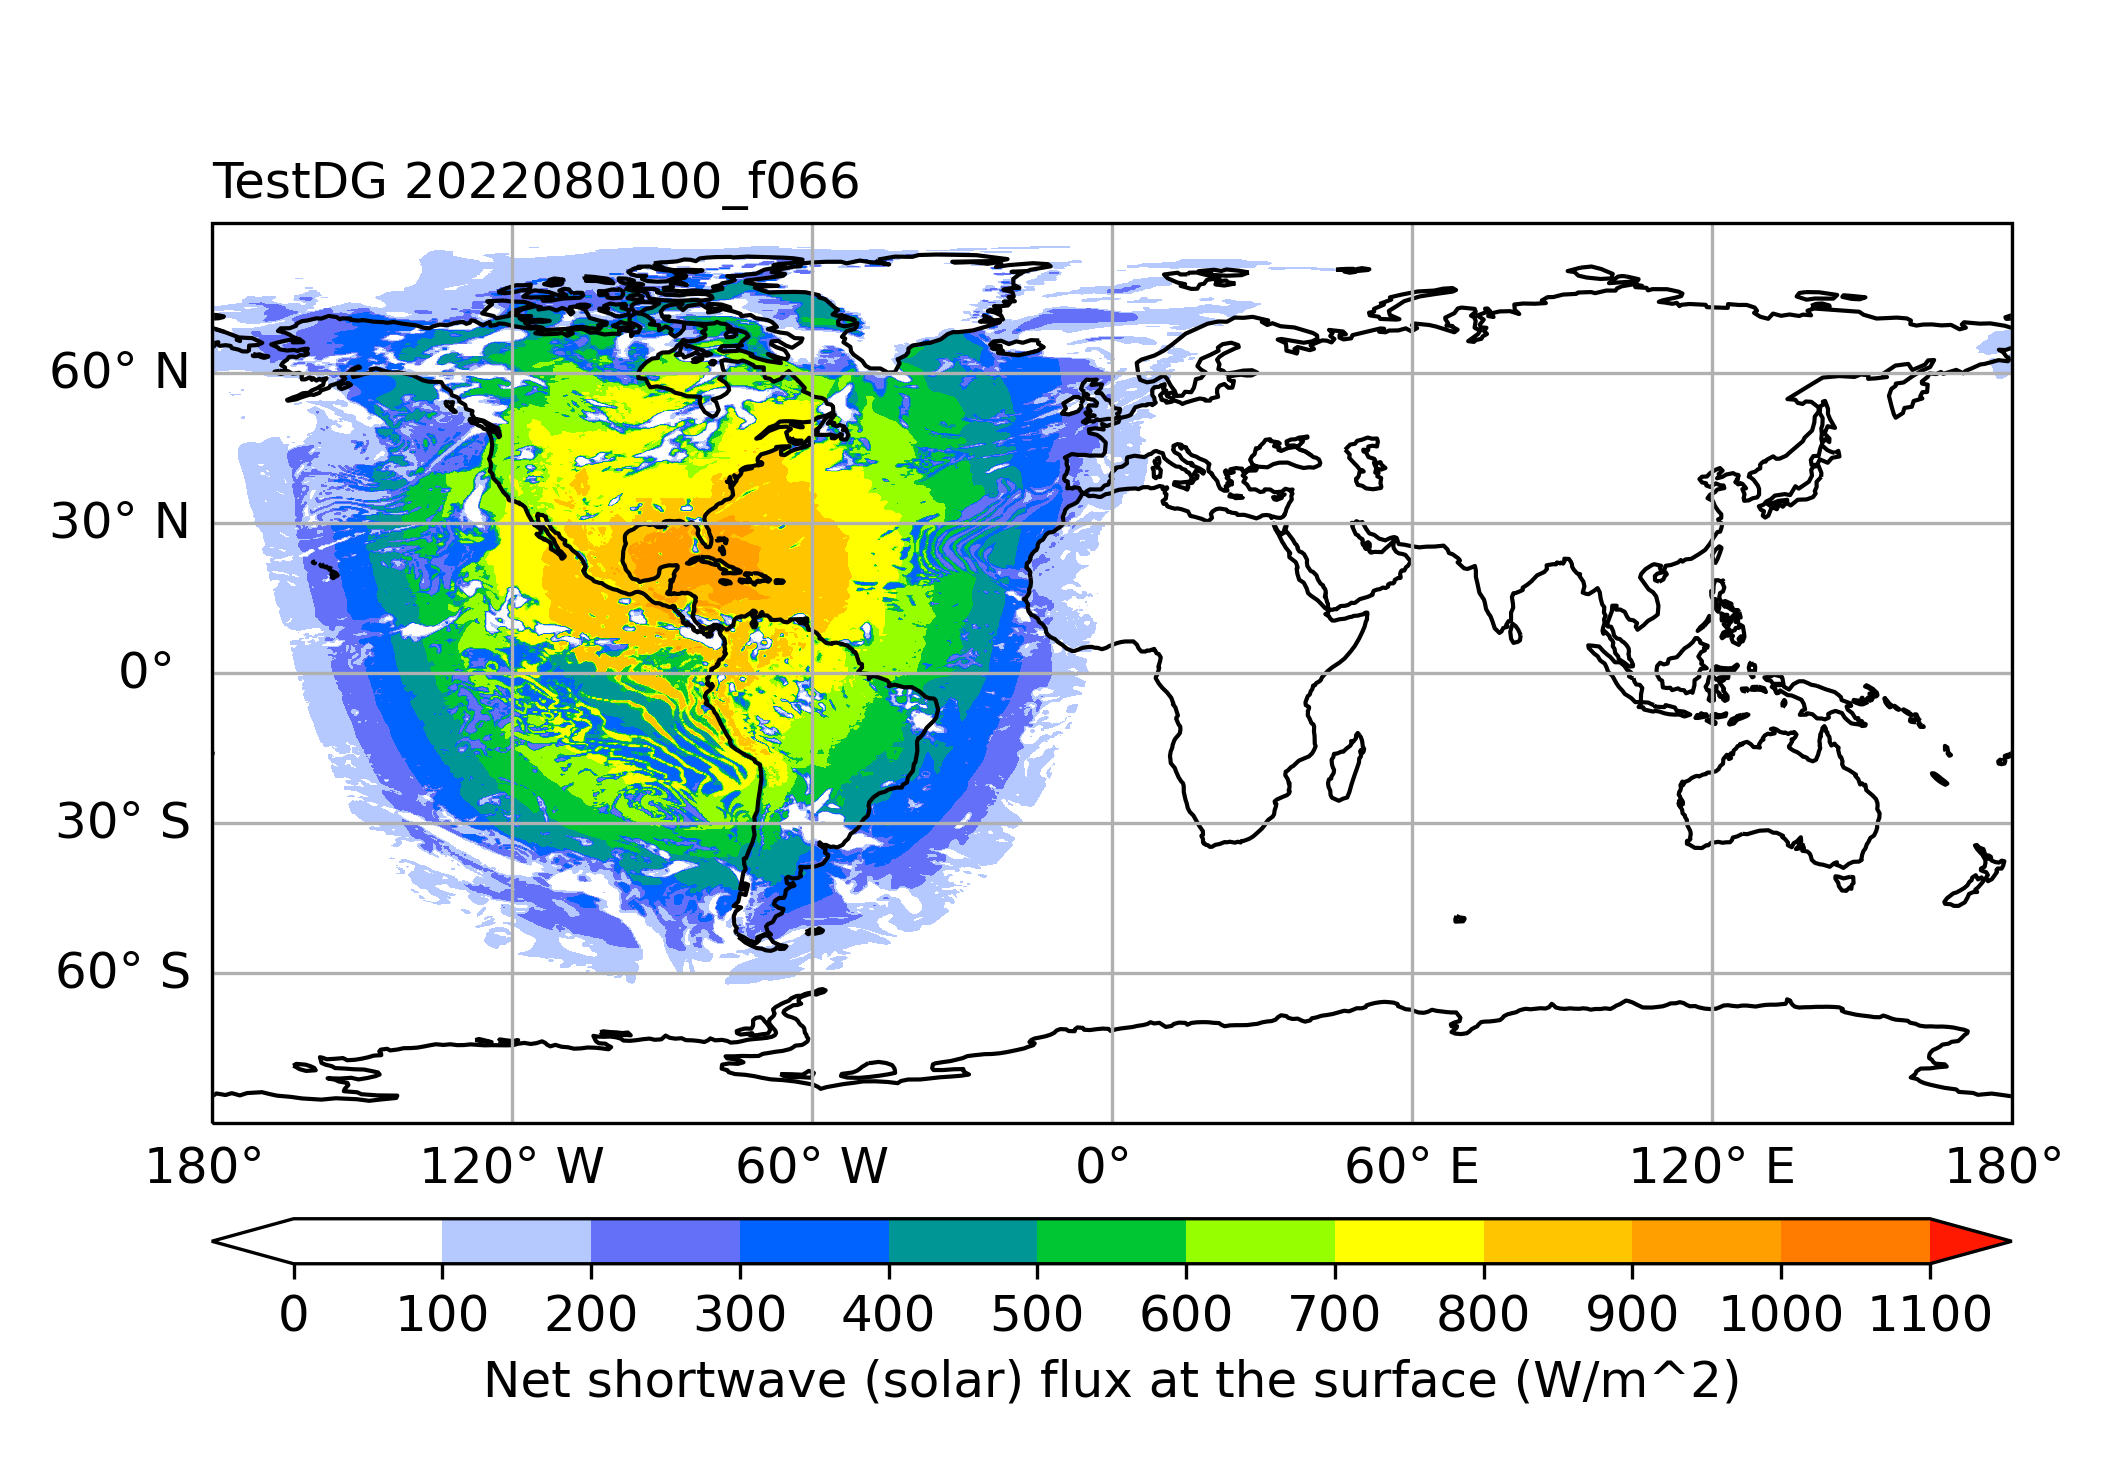 TestDG 2022080100_f066
60° N
30° N
0°
30° S
60° S
180° 120° W 60° W 0° 60° E 120° E 180°
0 100 200 300 400 500 600 700 800 900 1000 1100
Net shortwave (solar) flux at the surface (W/m^2)